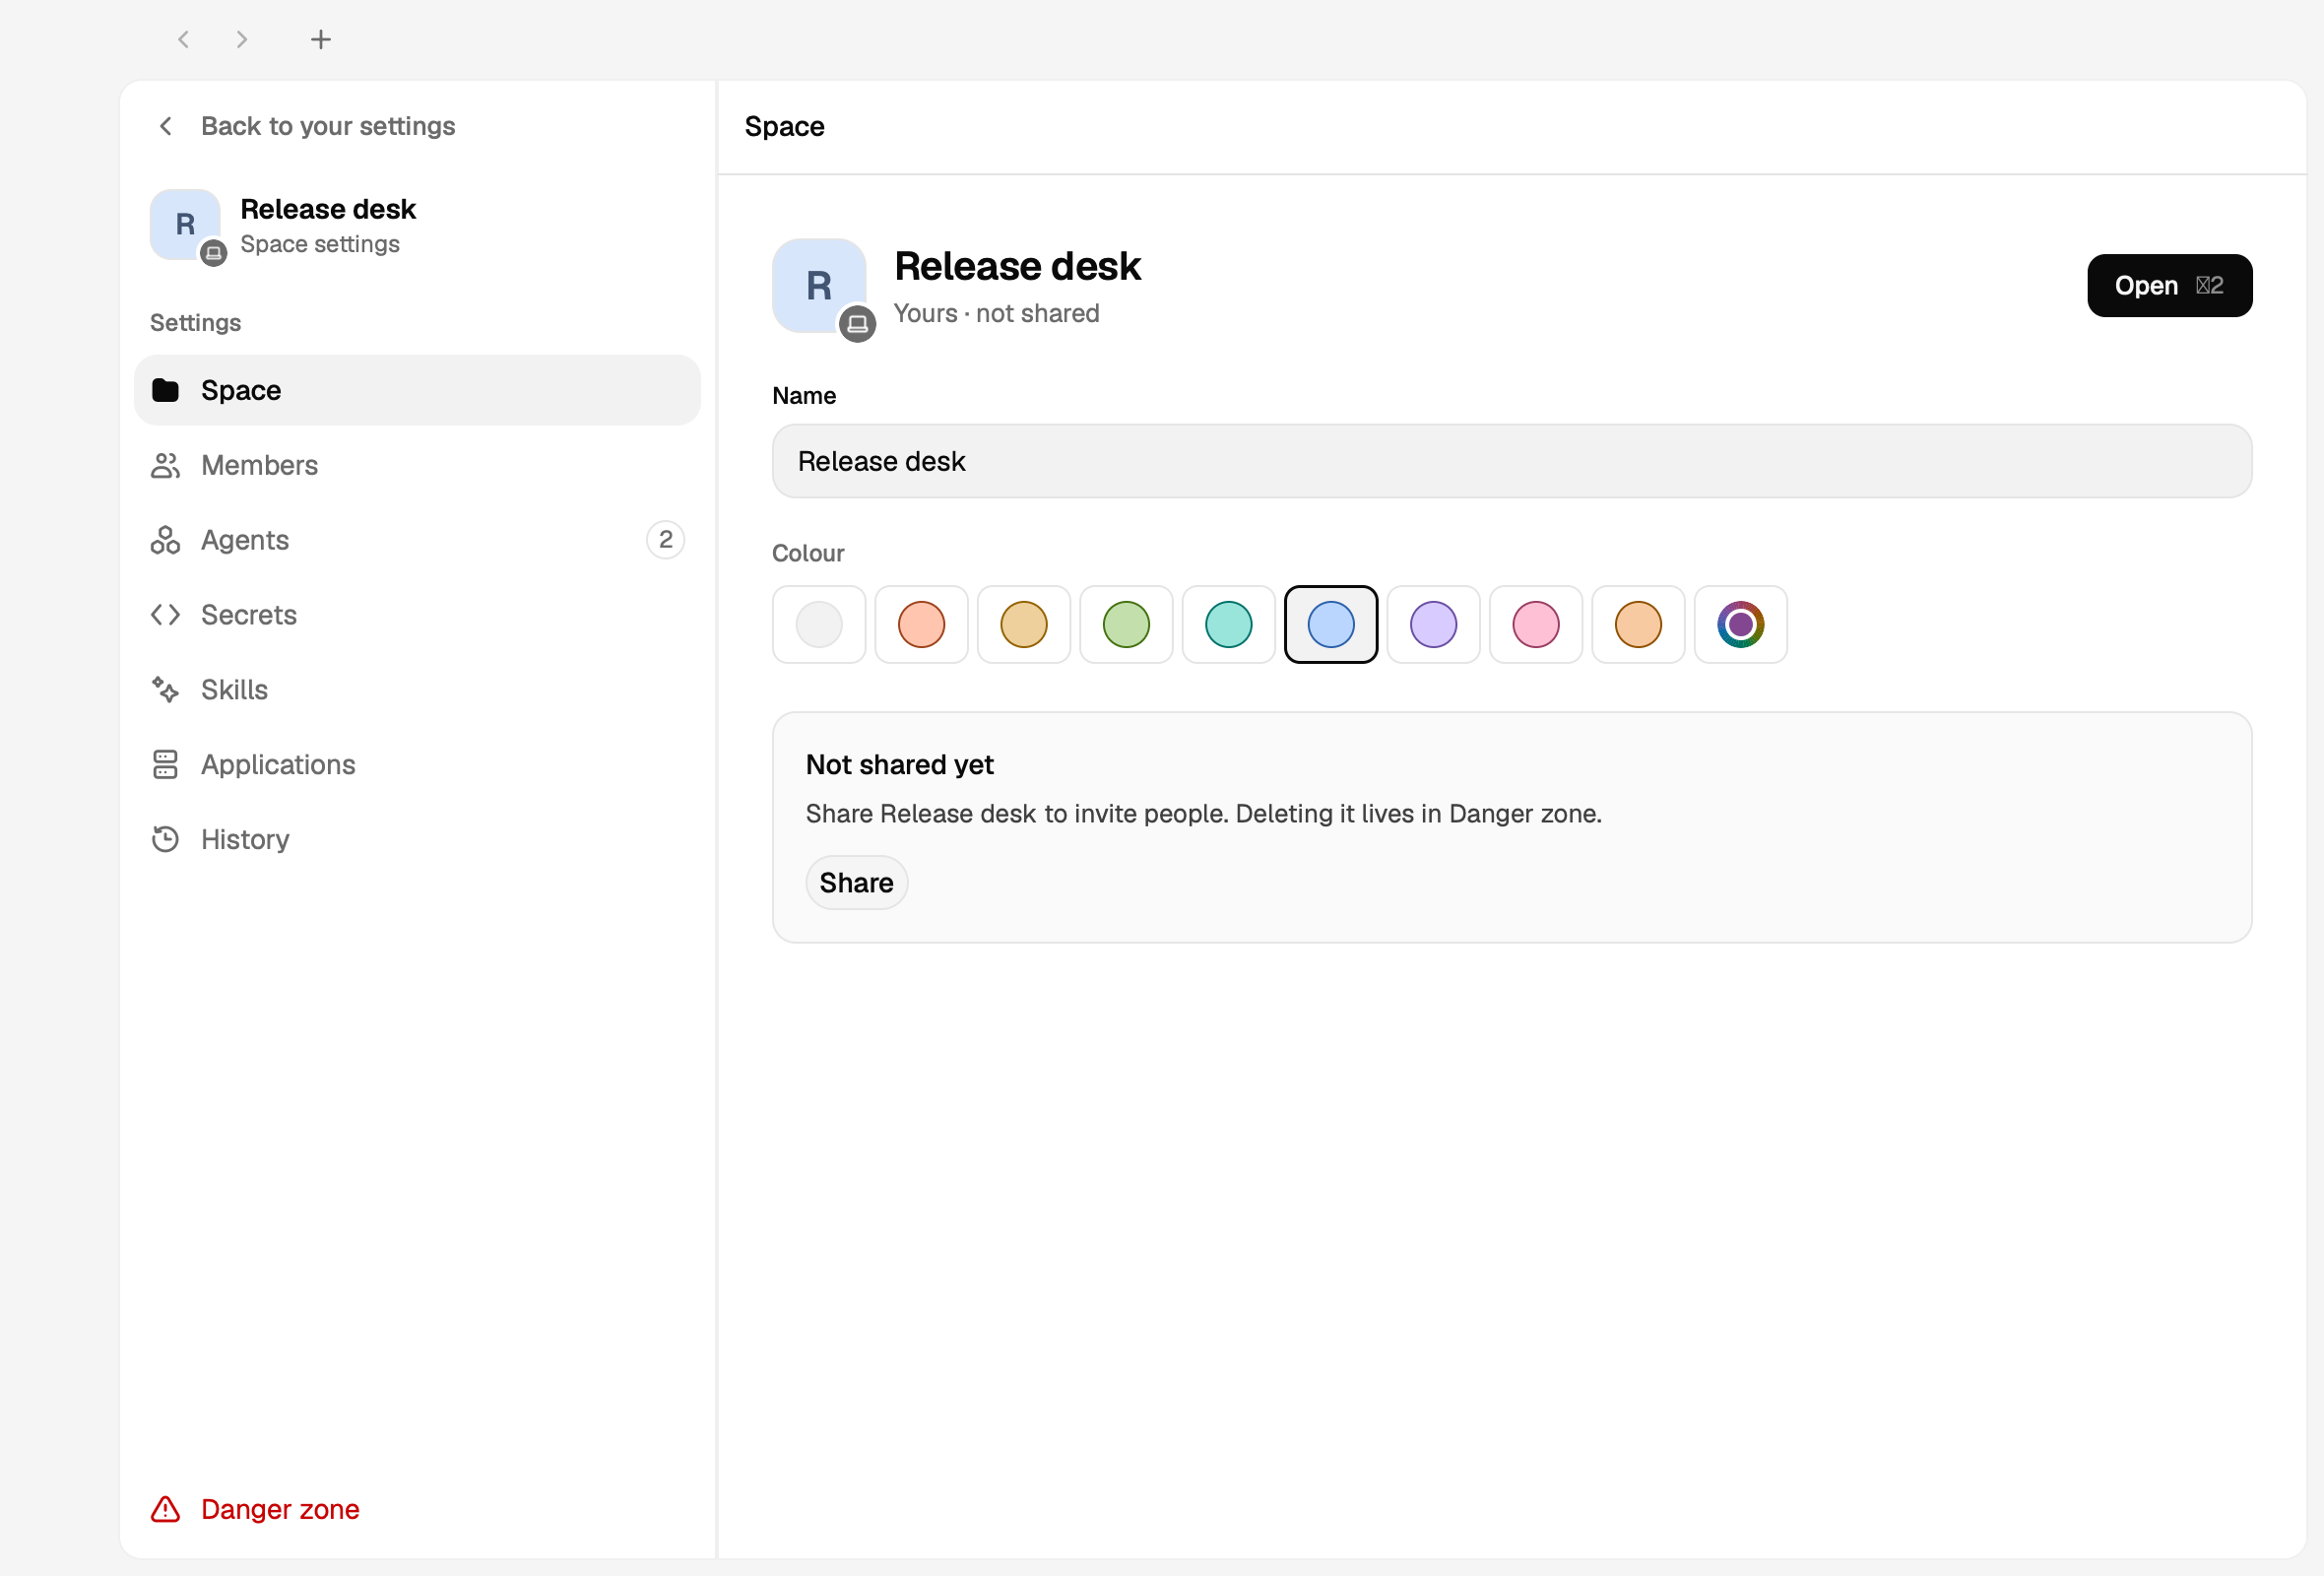 Back to your settings
R
Release desk
Space settings
Settings
Space
Members
Agents
2
Secrets
Skills
Applications
History
Danger zone
Space
R
Release desk
Yours · not shared
Open 2
Name
Release desk
Colour
Not shared yet
Share Release desk to invite people. Deleting it lives in Danger zone.
Share